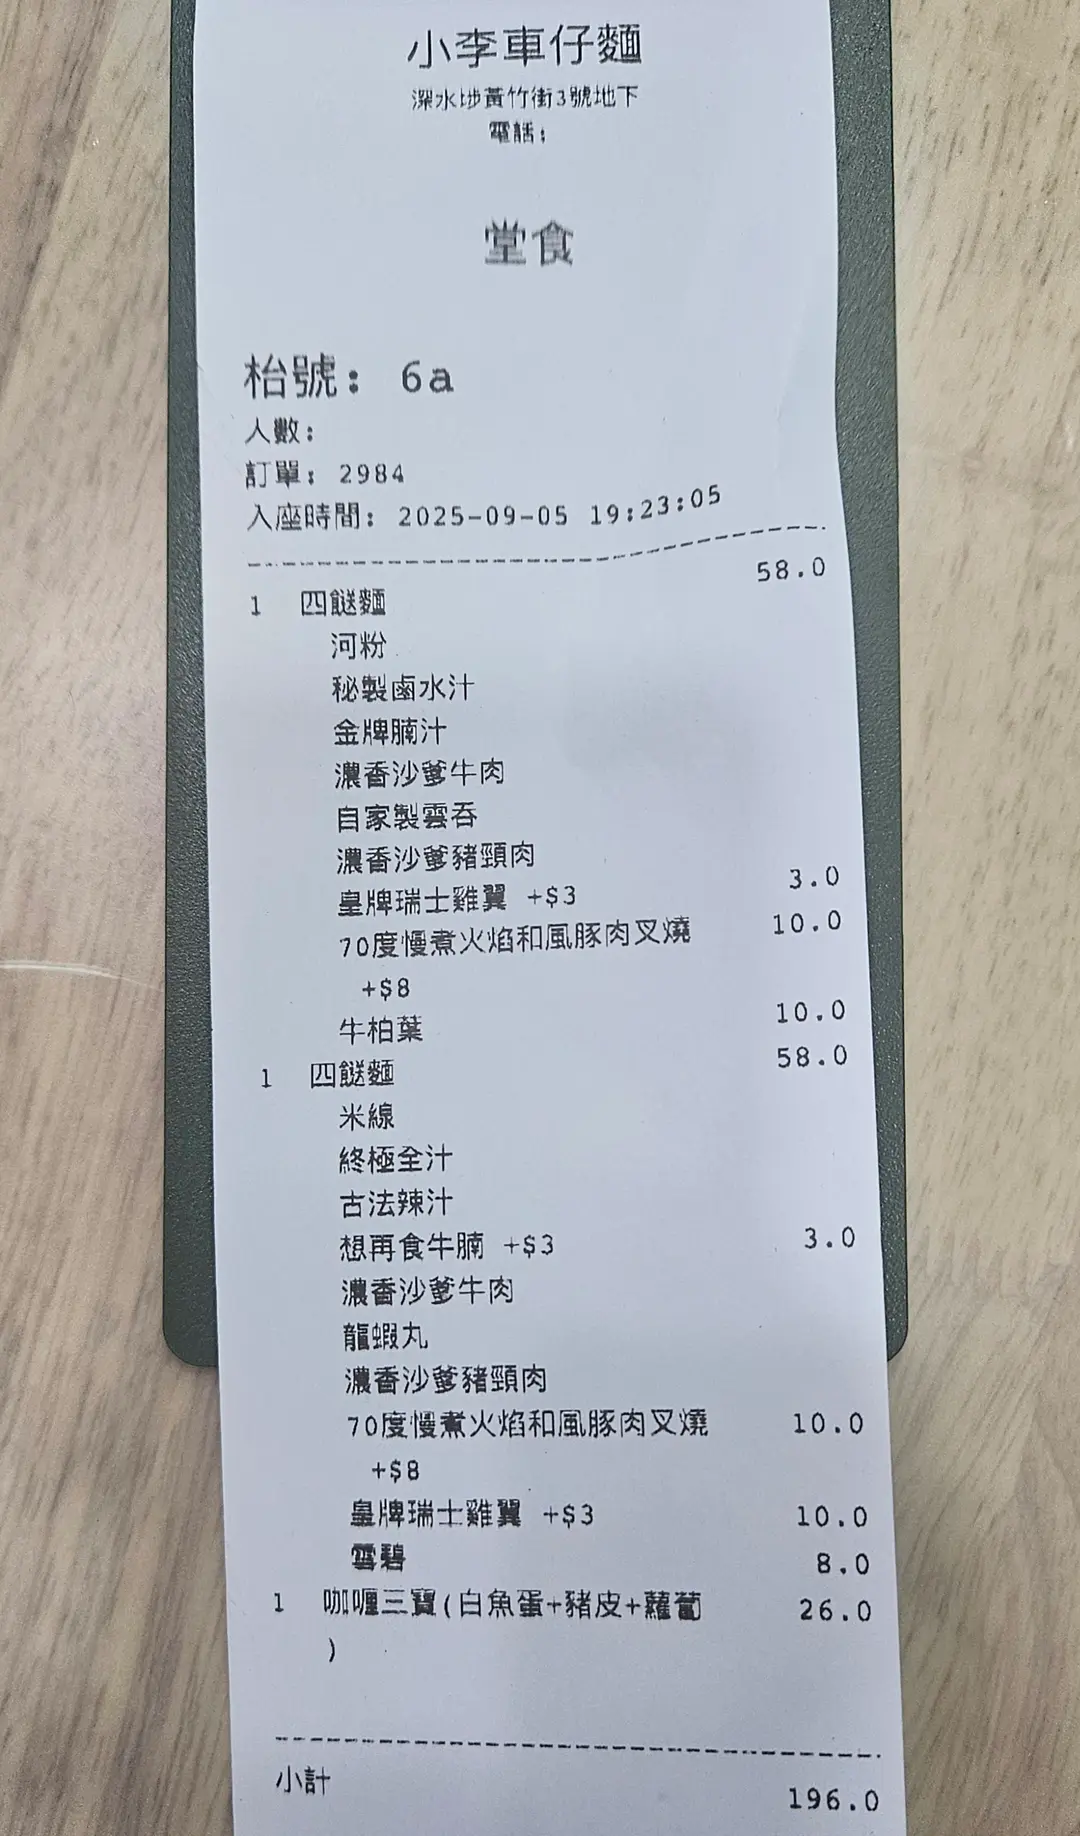 小李車仔麵
深水埗黃竹街3號地下
電話:
堂食
枱號: 6a
人數:
訂單: 2984
入座時間: 2025-09-05 19:23:05
1 四餸麵 58.0
河粉
秘製鹵水汁
金牌腩汁
濃香沙爹牛肉
自家製雲吞
濃香沙爹豬頸肉
皇牌瑞士雞翼 +$3 3.0
70度慢煮火焰和風豚肉叉燒 10.0
+$8
牛柏葉 10.0
1 四餸麵 58.0
米線
終極全汁
古法辣汁
想再食牛腩 +$3 3.0
濃香沙爹牛肉
龍蝦丸
濃香沙爹豬頸肉
70度慢煮火焰和風豚肉叉燒 10.0
+$8
皇牌瑞士雞翼 +$3 10.0
雪碧 8.0
1 咖喱三寶(白魚蛋+豬皮+蘿蔔 26.0
)
小計 196.0